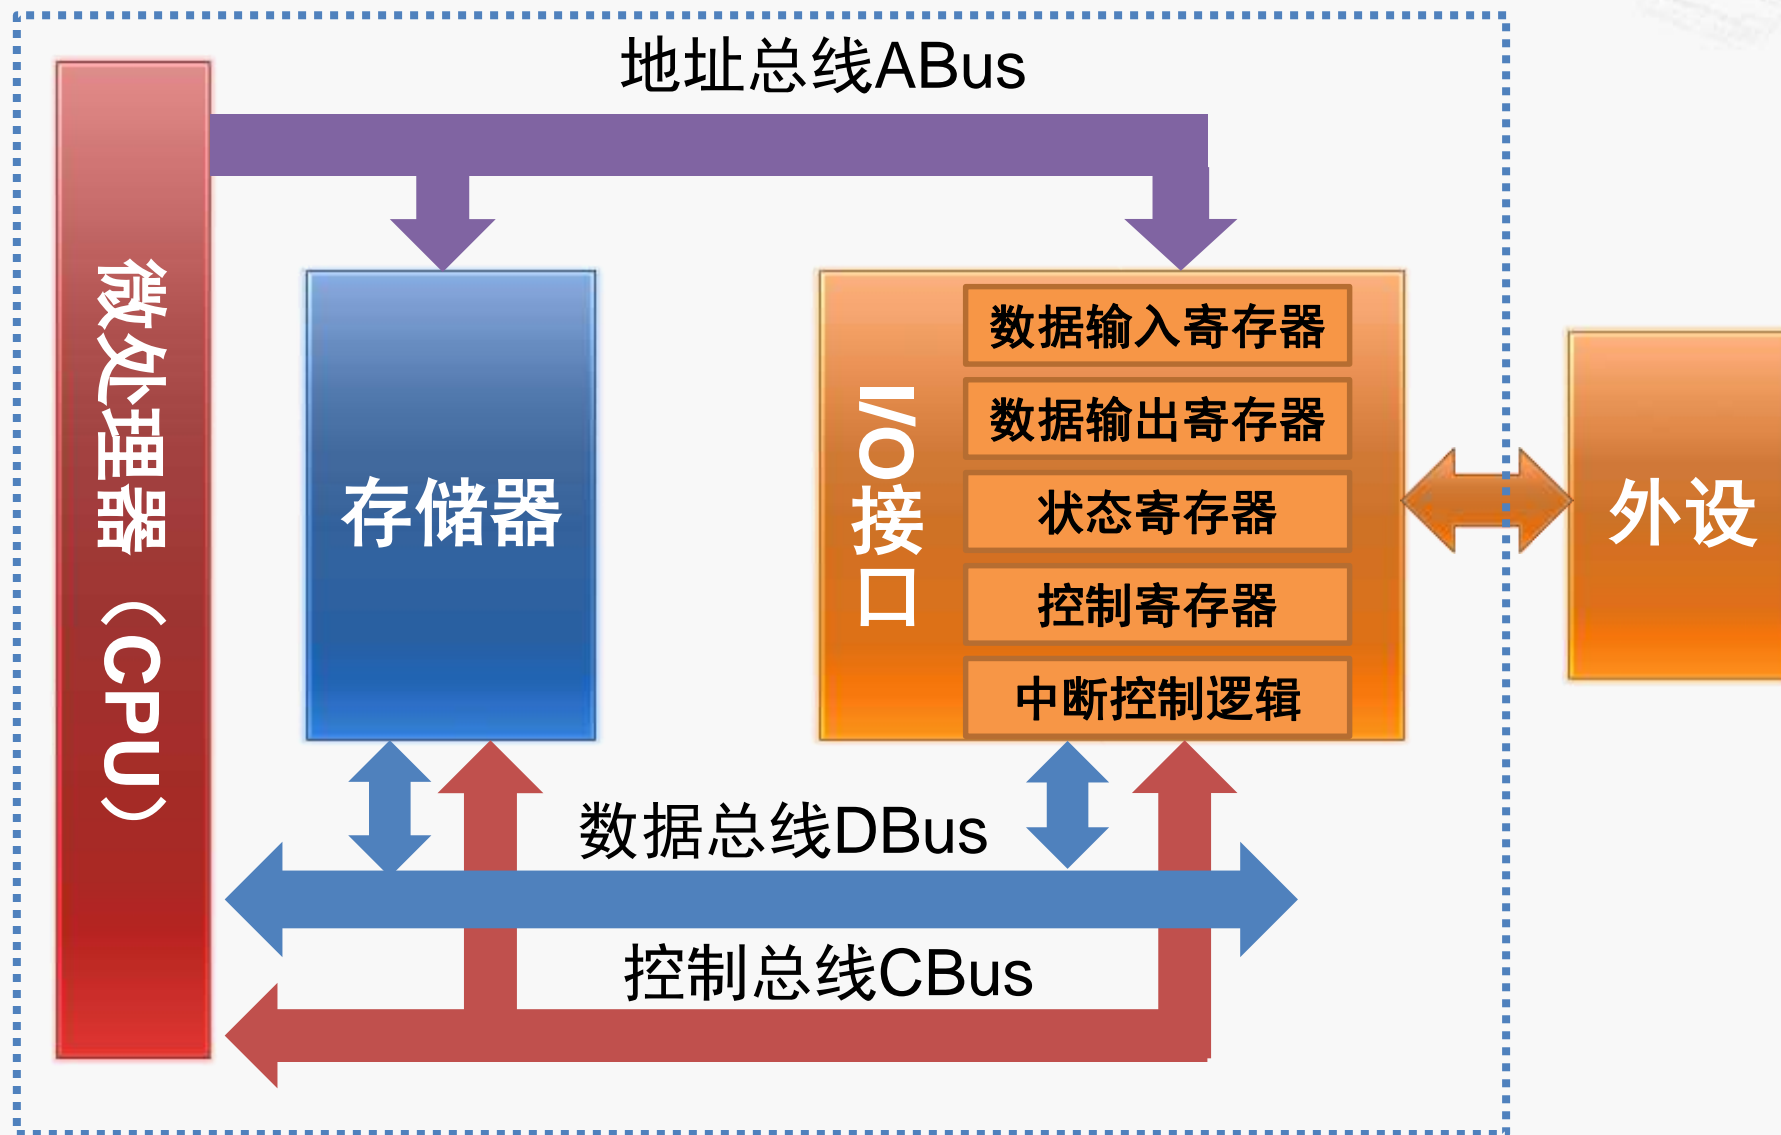 地址总线ABus
微处理器（CPU）
存储器
I/O接口
数据输入寄存器
数据输出寄存器
状态寄存器
控制寄存器
中断控制逻辑
外设
数据总线DBus
控制总线CBus